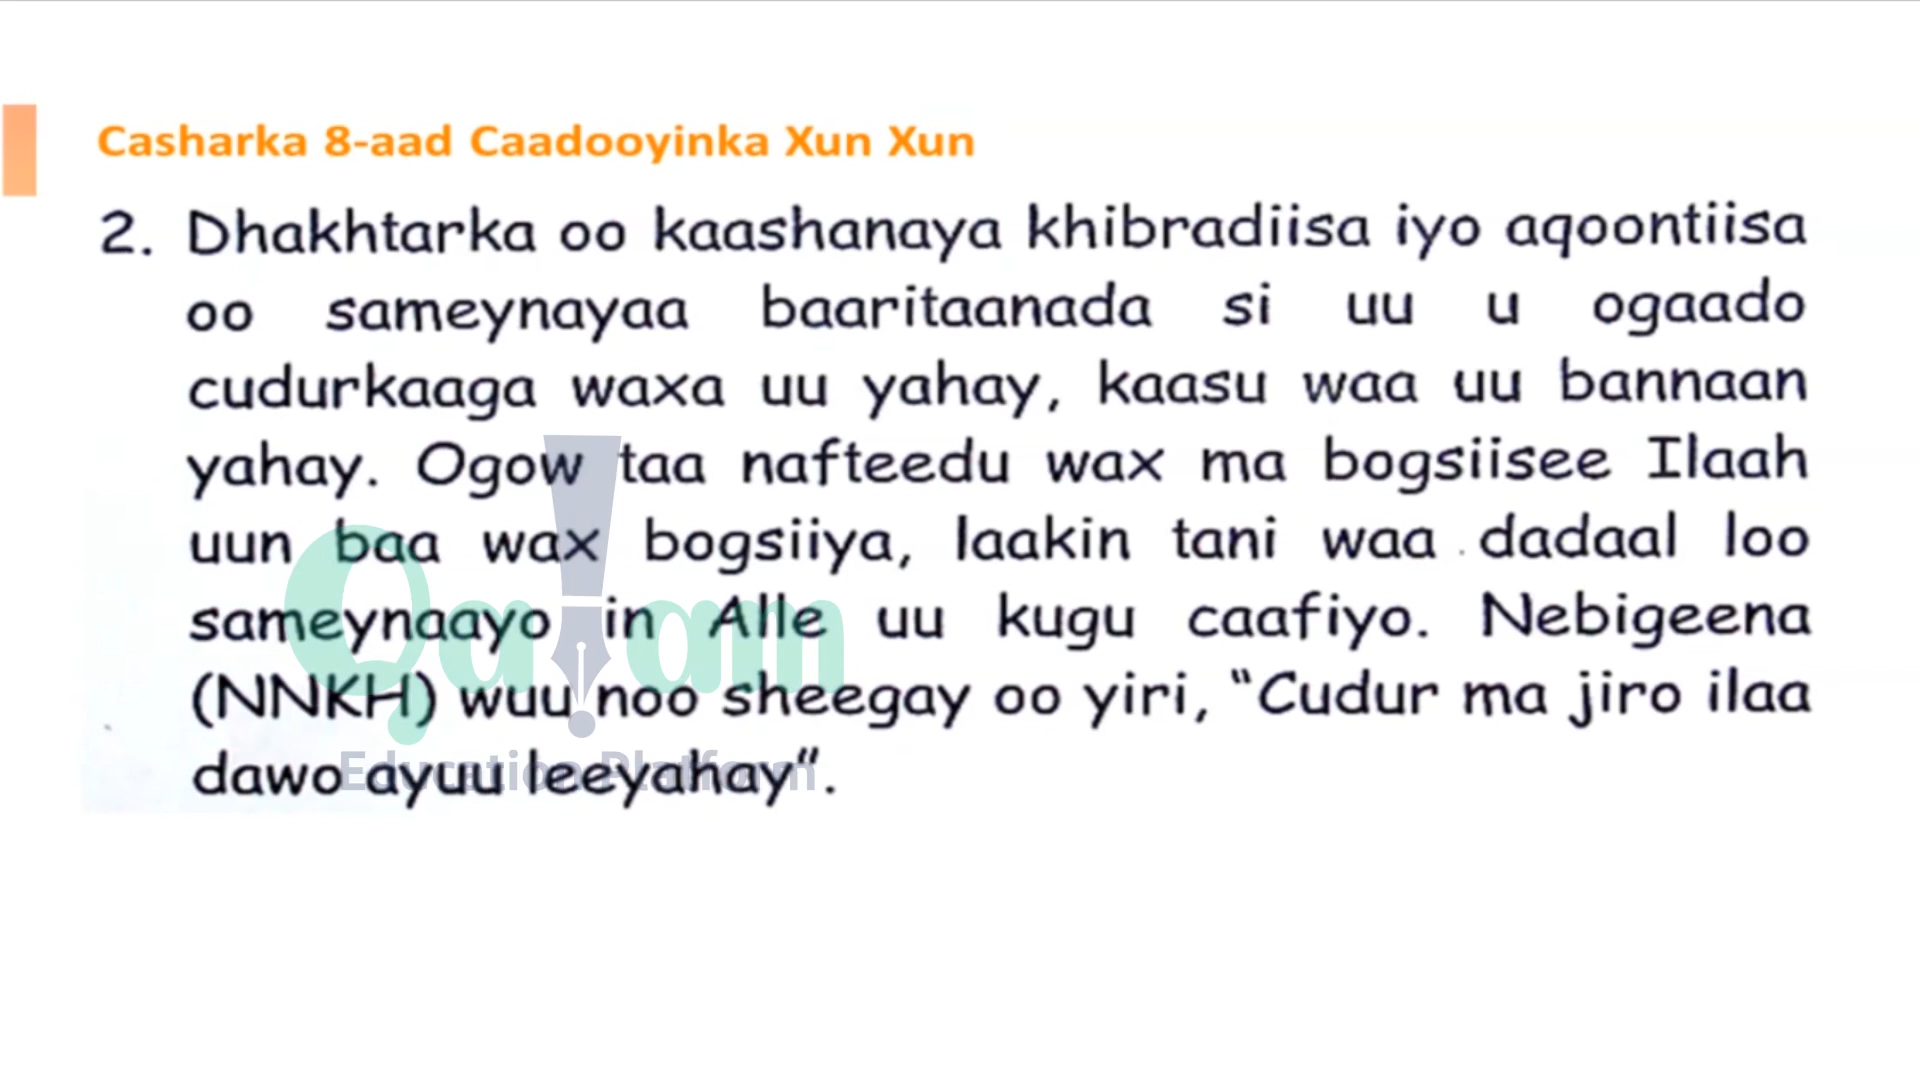 Casharka 8-aad Caadooyinka Xun Xun
2. Dhakhtarka oo kaashanaya khibradiisa iyo aqoontiisa
oo sameynayaa baaritaanada si uu u ogaado
cudurkaaga waxa uu yahay, kaasu waa uu bannaan
yahay. Ogow taa nafteedu wax ma bogsiisee Ilaah
uun baa wax bogsiiya, laakin tani waa dadaal loo
sameynaayo in Alle uu kugu caafiyo. Nebigeena
(NNKH) wuu noo sheegay oo yiri, “Cudur ma jiro ilaa
dawo ayuu leeyahay”.
Qalam
Education Platform